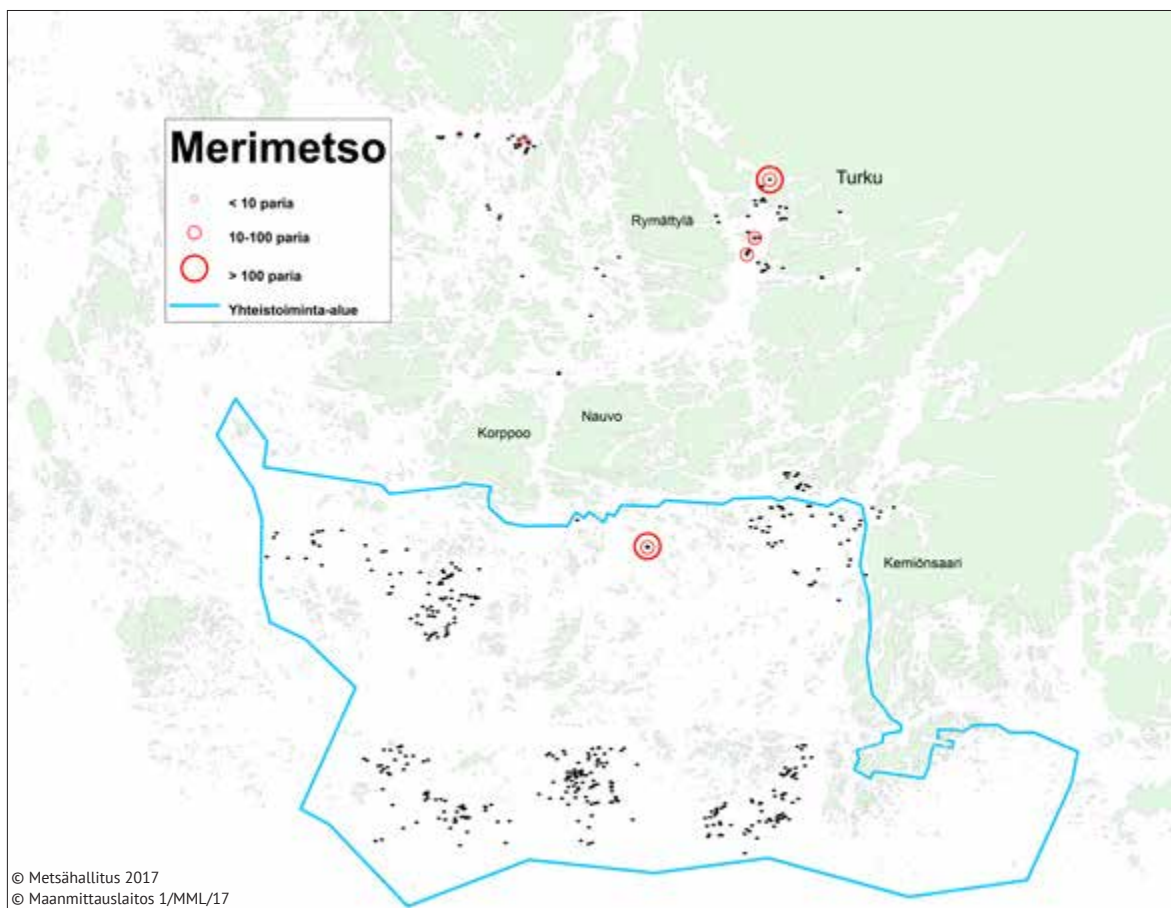 Merimetso
< 10 paria
10-100 paria
> 100 paria
Yhteistoiminta-alue
Turku
Rymättylä
Nauvo
Korppoo
Kemiönsaari
© Metsähallitus 2017
© Maanmittauslaitos 1/MML/17